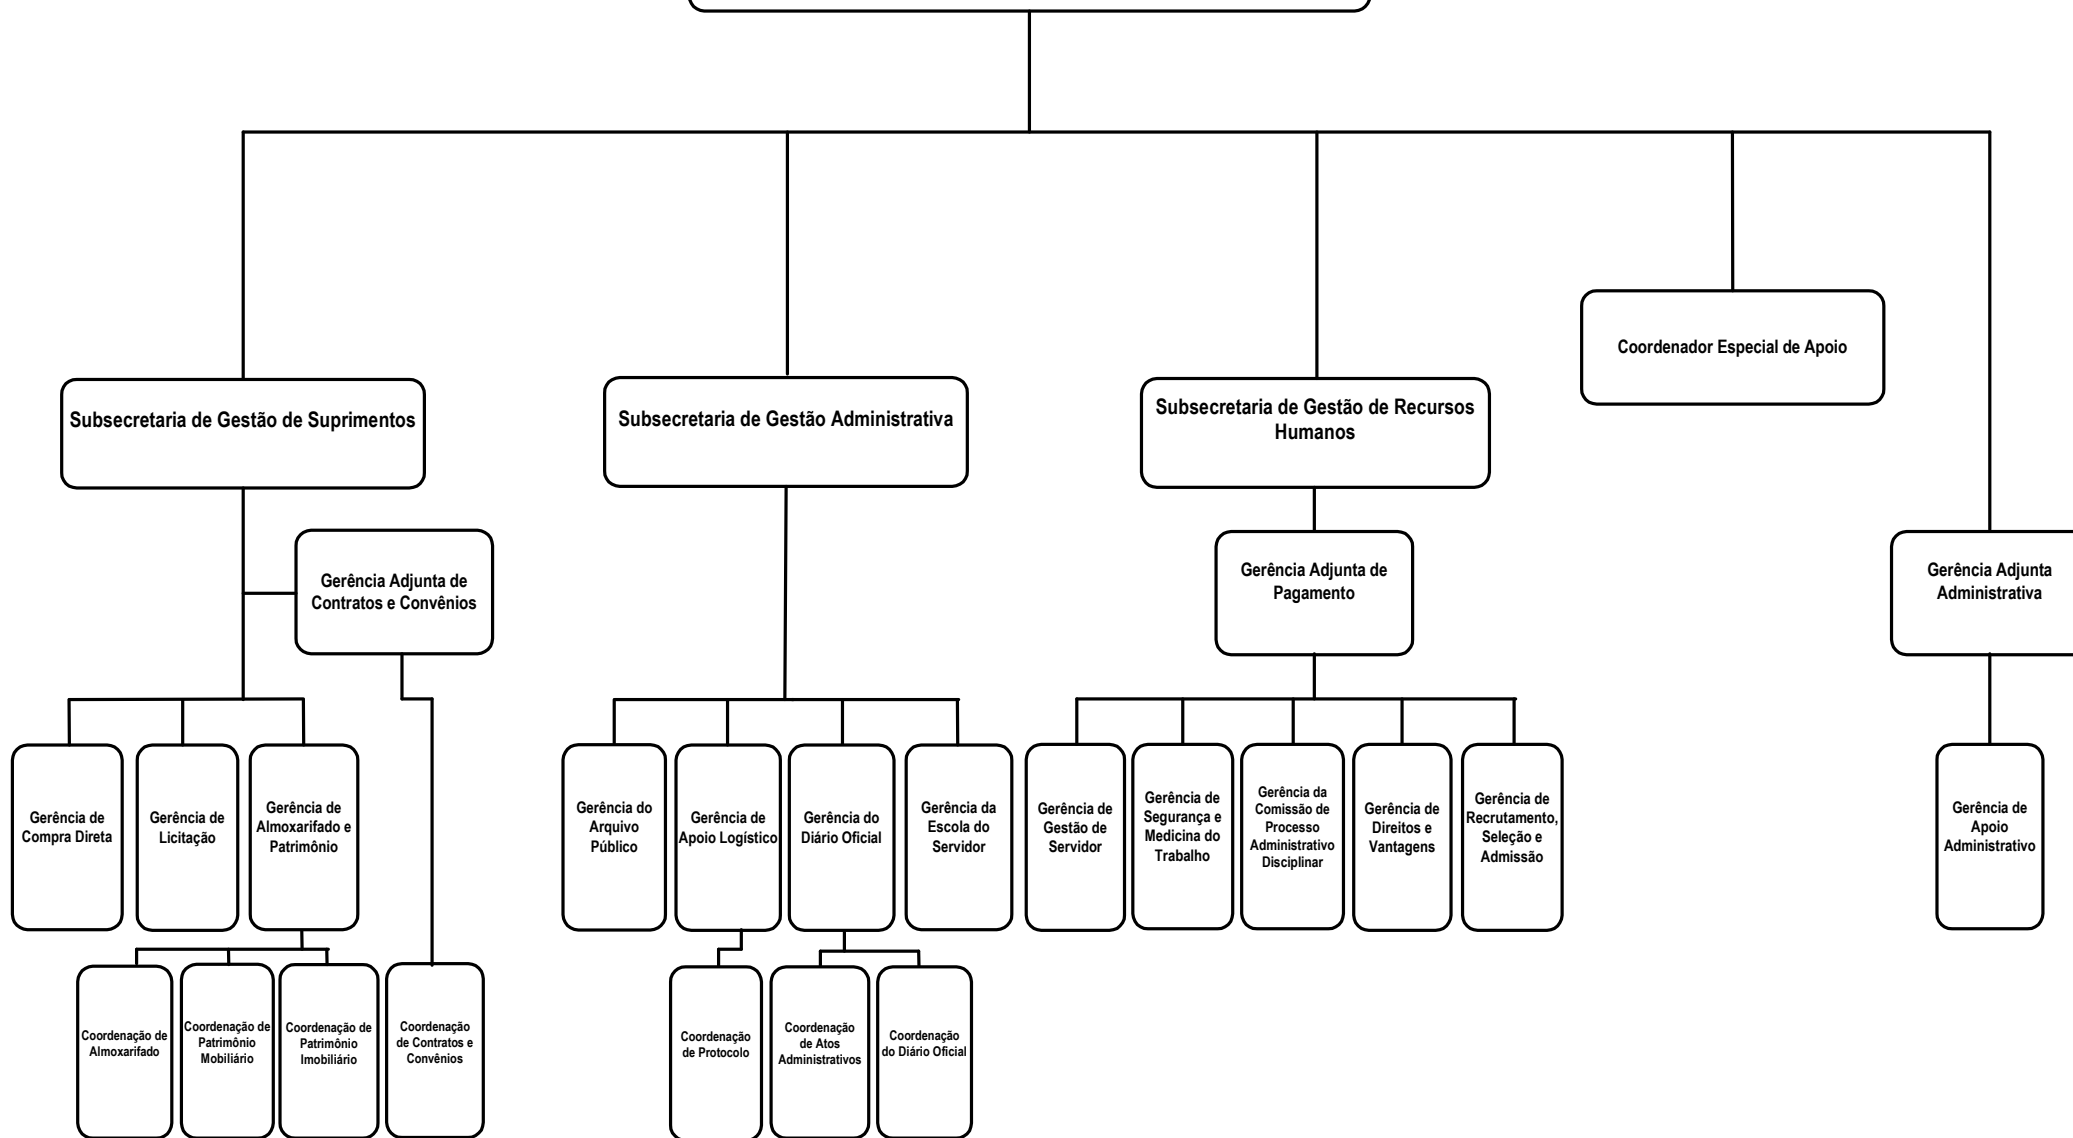 Coordenador Especial de Apoio
Subsecretaria de Gestão de Suprimentos
Subsecretaria de Gestão Administrativa
Subsecretaria de Gestão de Recursos
Humanos
Gerência Adjunta de
Contratos e Convênios
Gerência Adjunta de
Pagamento
Gerência Adjunta
Administrativa
Gerência de
Compra Direta
Gerência de
Licitação
Gerência de
Almoxarifado e
Patrimônio
Gerência do
Arquivo
Público
Gerência de
Apoio Logístico
Gerência do
Diário Oficial
Gerência da
Escola do
Servidor
Gerência de
Gestão de
Servidor
Gerência de
Segurança e
Medicina do
Trabalho
Gerência da
Comissão de
Processo
Administrativo
Disciplinar
Gerência de
Direitos e
Vantagens
Gerência de
Recrutamento,
Seleção e
Admissão
Gerência de
Apoio
Administrativo
Coordenação de
Almoxarifado
Coordenação de
Patrimônio
Mobiliário
Coordenação de
Patrimônio
Imobiliário
Coordenação
de Contratos e
Convênios
Coordenação
de Protocolo
Coordenação
de Atos
Administrativos
Coordenação
do Diário Oficial